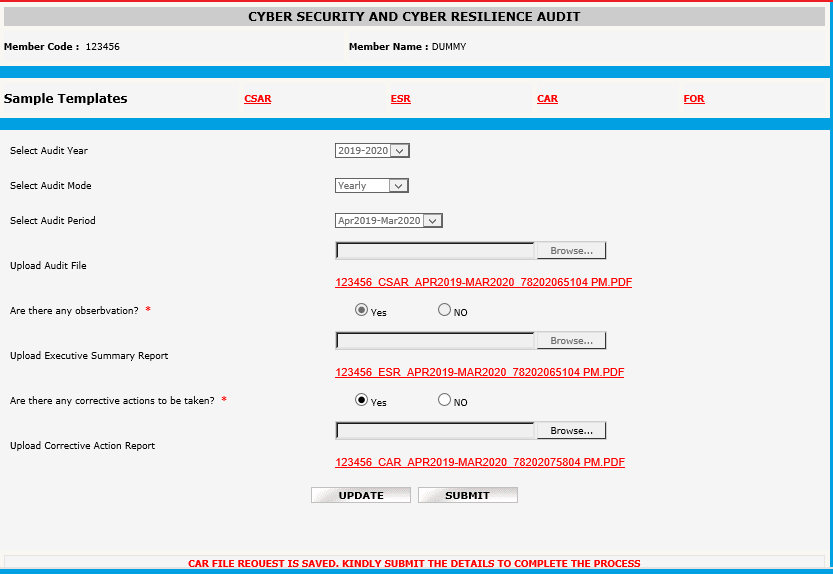 CYBER SECURITY AND CYBER RESILIENCE AUDIT
Member Code : 123456 Member Name : DUMMY
Sample Templates CSAR ESR CAR FOR
Select Audit Year 2019-2020
Select Audit Mode Yearly
Select Audit Period Apr2019-Mar2020
Browse...
Upload Audit File
123456_CSAR_APR2019-MAR2020_78202065104 PM.PDF
Are there any obserbvation? * Yes NO
Browse...
Upload Executive Summary Report
123456_ESR_APR2019-MAR2020_78202065104 PM.PDF
Are there any corrective actions to be taken? * Yes NO
Browse...
Upload Corrective Action Report
123456_CAR_APR2019-MAR2020_78202075804 PM.PDF
UPDATE SUBMIT
CAR FILE REQUEST IS SAVED. KINDLY SUBMIT THE DETAILS TO COMPLETE THE PROCESS